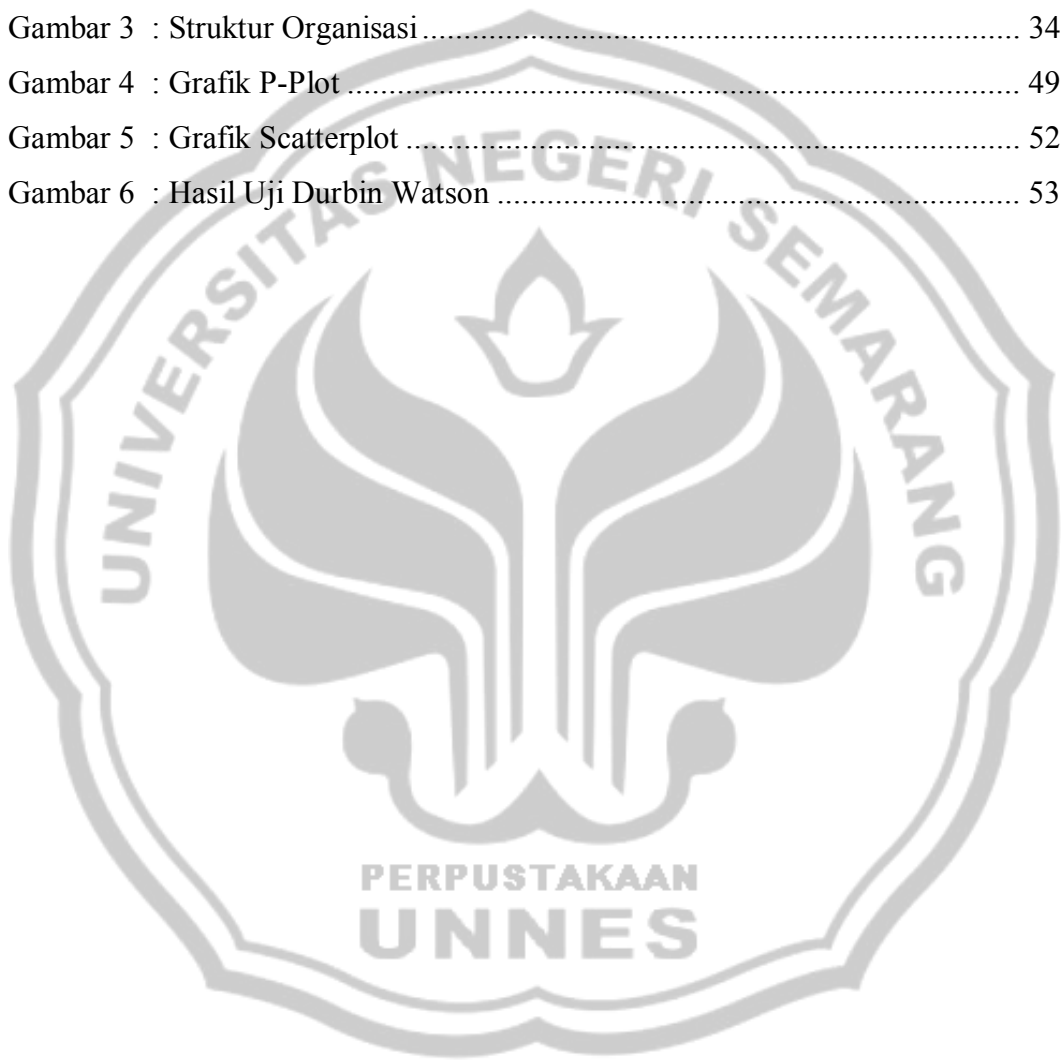 Gambar 3 : Struktur Organisasi ........................................................................ 34
Gambar 4 : Grafik P-Plot ................................................................................. 49
Gambar 5 : Grafik Scatterplot .......................................................................... 52
Gambar 6 : Hasil Uji Durbin Watson ............................................................... 53
UNIVERSITAS NEGERI SEMARANG
PERPUSTAKAAN
UNNES